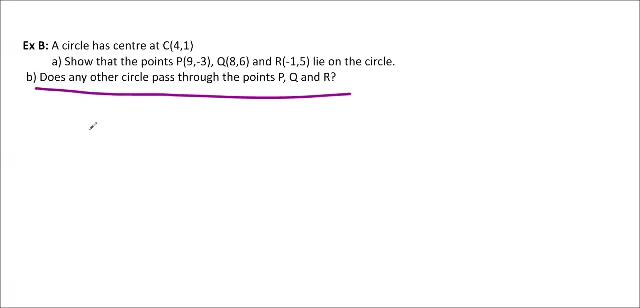 Ex B: A circle has centre at C(4,1)
a) Show that the points P(9,-3), Q(8,6) and R(-1,5) lie on the circle.
b) Does any other circle pass through the points P, Q and R?